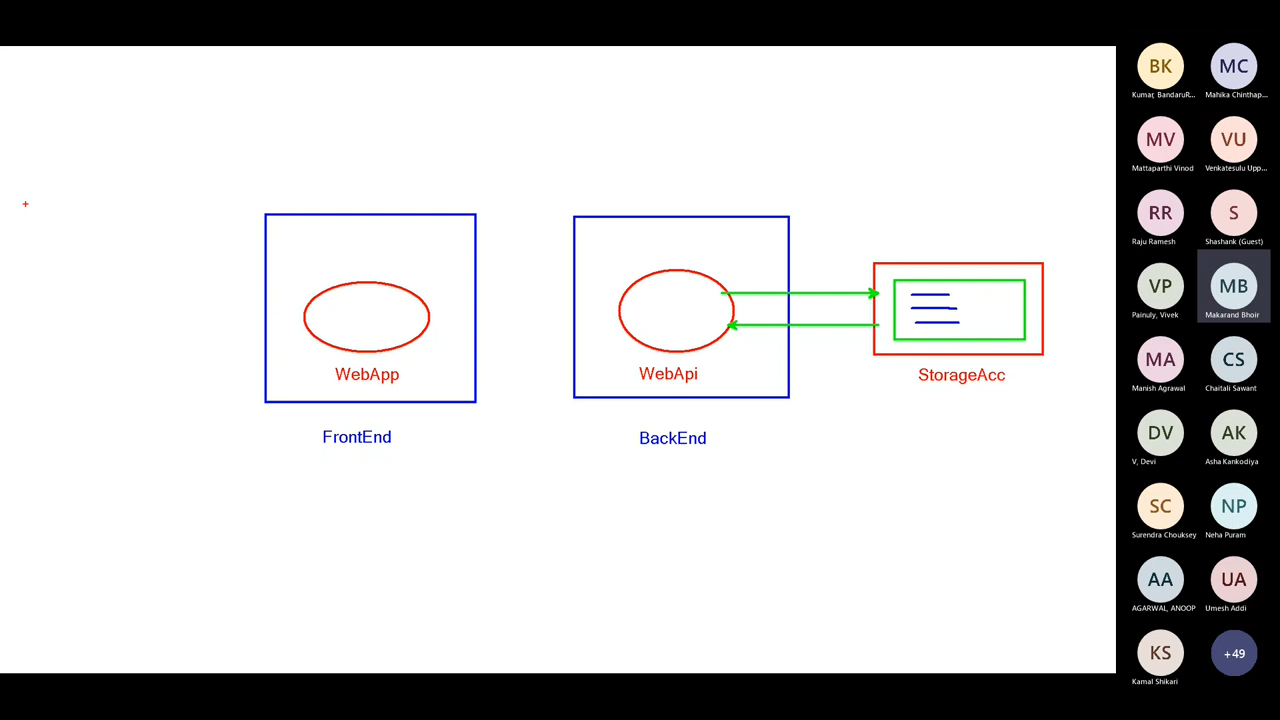 WebApp
FrontEnd
WebApi
BackEnd
StorageAcc
BK
Kumar, BandaruR...
MC
Mahika Chinthap...
MV
Mattaparthi Vinod
VU
Venkatesulu Upp...
RR
Raju Ramesh
S
Shashank (Guest)
VP
Painuly, Vivek
MB
Makarand Bhoir
MA
Manish Agrawal
CS
Chaitali Sawant
DV
V, Devi
AK
Asha Kankodiya
SC
Surendra Chouksey
NP
Neha Puram
AA
AGARWAL, ANOOP
UA
Umesh Addi
KS
Kamal Shikari
+49